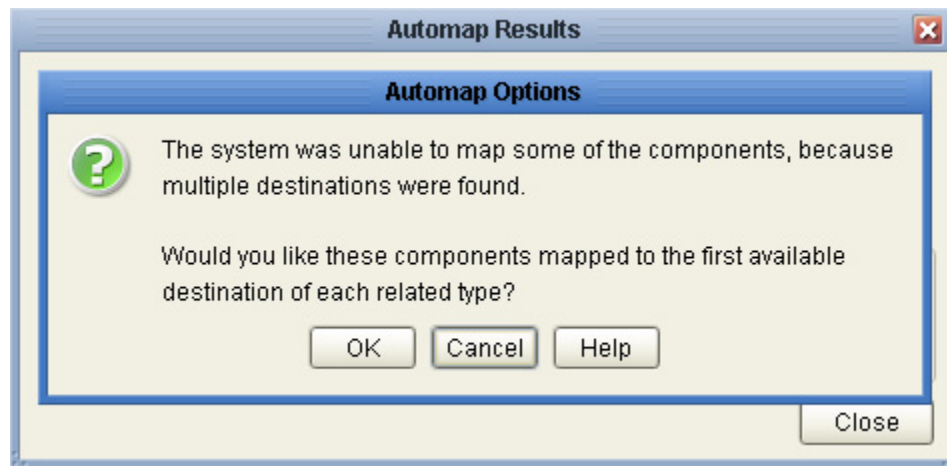 Automap Results
Automap Options
The system was unable to map some of the components, because
multiple destinations were found.
Would you like these components mapped to the first available
destination of each related type?
OK Cancel Help
Close